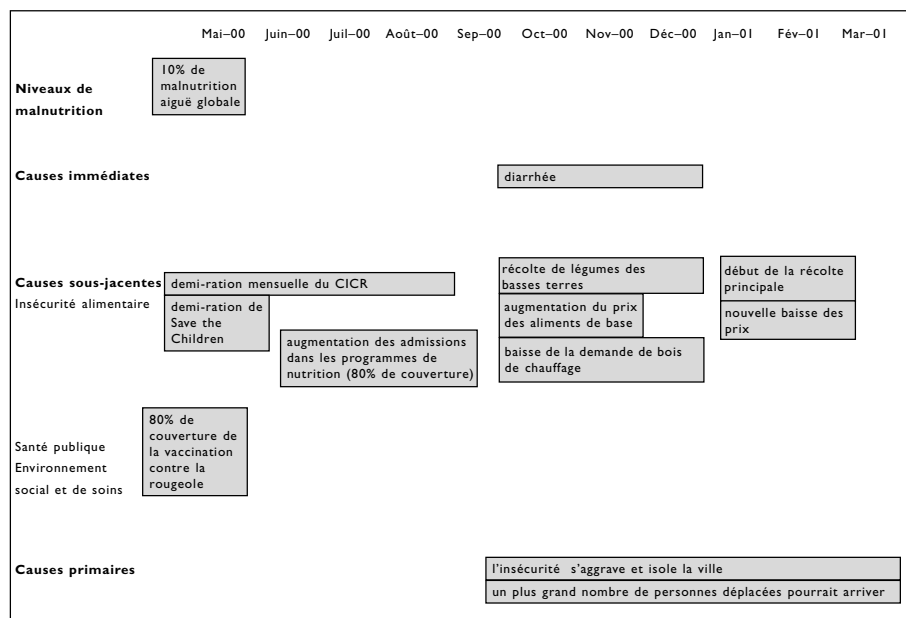 Mai–00 Juin–00 Juil–00 Août–00 Sep–00 Oct–00 Nov–00 Déc–00 Jan–01 Fév–01 Mar–01
Niveaux de
malnutrition
10% de
malnutrition
aiguë globale
Causes immédiates
diarrhée
Causes sous-jacentes
Insécurité alimentaire
demi-ration mensuelle du CICR
demi-ration de
Save the
Children
augmentation des admissions
dans les programmes de
nutrition (80% de couverture)
récolte de légumes des
basses terres
augmentation du prix
des aliments de base
baisse de la demande de bois
de chauffage
début de la récolte
principale
nouvelle baisse des
prix
Santé publique
Environnement
social et de soins
80% de
couverture de
la vaccination
contre la
rougeole
Causes primaires
l'insécurité s'aggrave et isole la ville
un plus grand nombre de personnes déplacées pourrait arriver